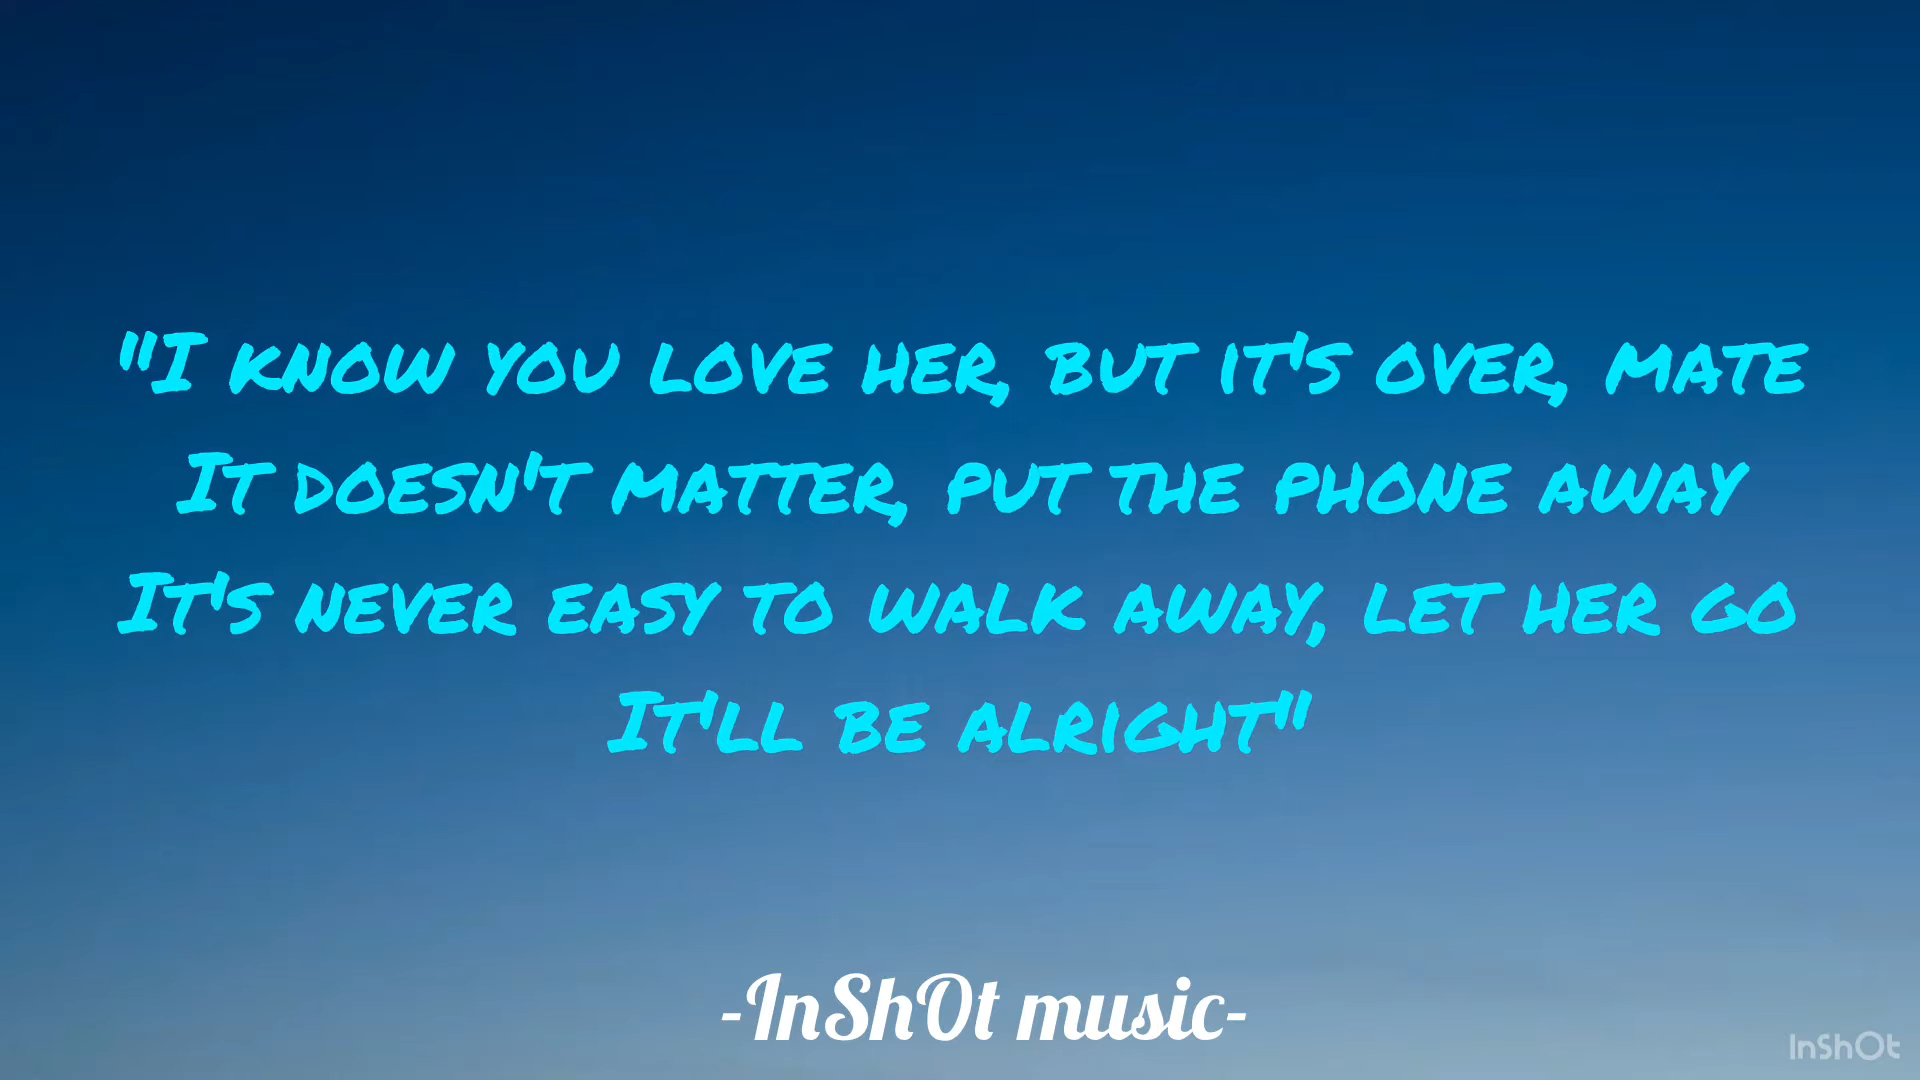 "I know you love her, but it's over, mate
It doesn't matter, put the phone away
It's never easy to walk away, let her go
It'll be alright"
-InShOt music-
InShOt